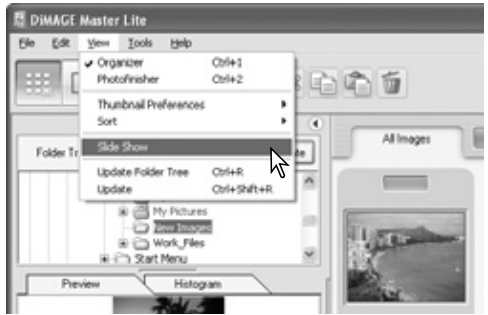 DiMAGE Master Lite
File Edit View Tools Help
Organizer Ctrl+1
Photofinisher Ctrl+2
Thumbnail Preferences
Sort
Slide Show
Update Folder Tree Ctrl+R
Update Ctrl+Shift+R
Folder Tr
All Images
My Pictures
New Images
Work_Files
Start Menu
Preview Histogram